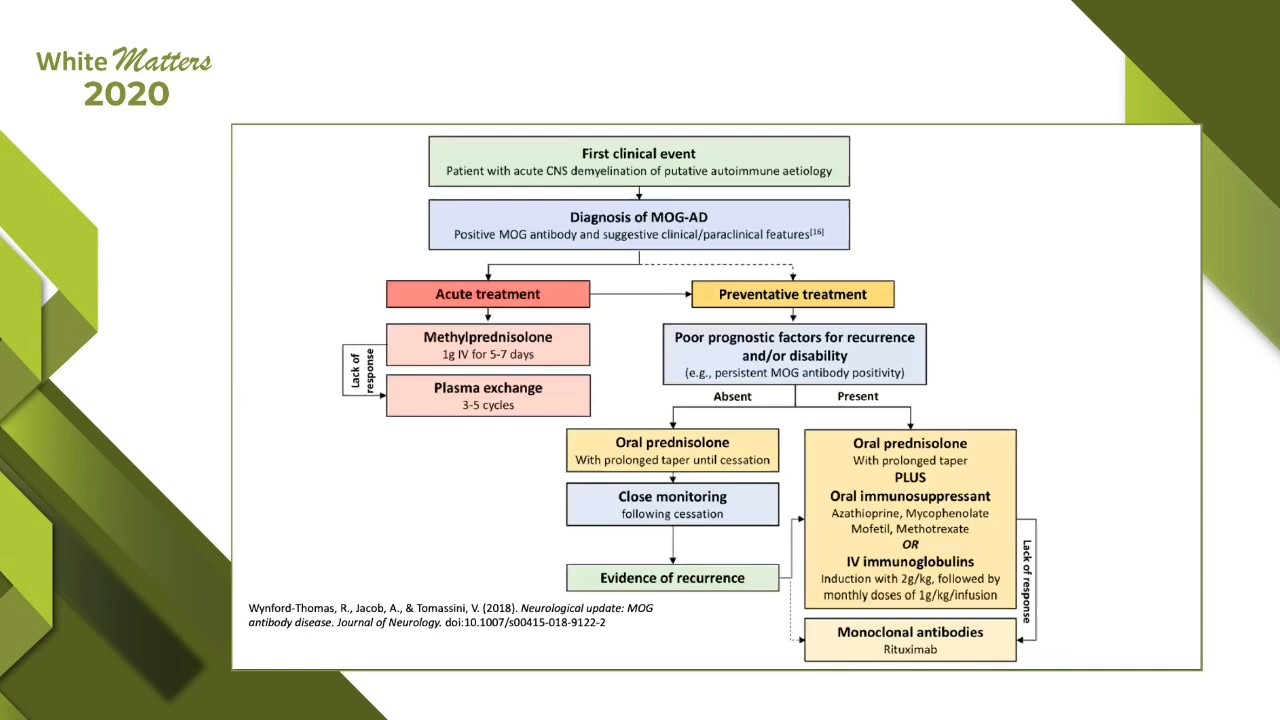 White Matters
2020
First clinical event
Patient with acute CNS demyelination of putative autoimmune aetiology
Diagnosis of MOG-AD
Positive MOG antibody and suggestive clinical/paraclinical features[16]
Acute treatment
Preventative treatment
Methylprednisolone
1g IV for 5-7 days
Lack of
response
Plasma exchange
3-5 cycles
Poor prognostic factors for recurrence
and/or disability
(e.g., persistent MOG antibody positivity)
Absent
Present
Oral prednisolone
With prolonged taper until cessation
Close monitoring
following cessation
Evidence of recurrence
Oral prednisolone
With prolonged taper
PLUS
Oral immunosuppressant
Azathioprine, Mycophenolate
Mofetil, Methotrexate
OR
IV immunoglobulins
Induction with 2g/kg, followed by
monthly doses of 1g/kg/infusion
Lack of response
Monoclonal antibodies
Rituximab
Wynford-Thomas, R., Jacob, A., & Tomassini, V. (2018). Neurological update: MOG
antibody disease. Journal of Neurology. doi:10.1007/s00415-018-9122-2